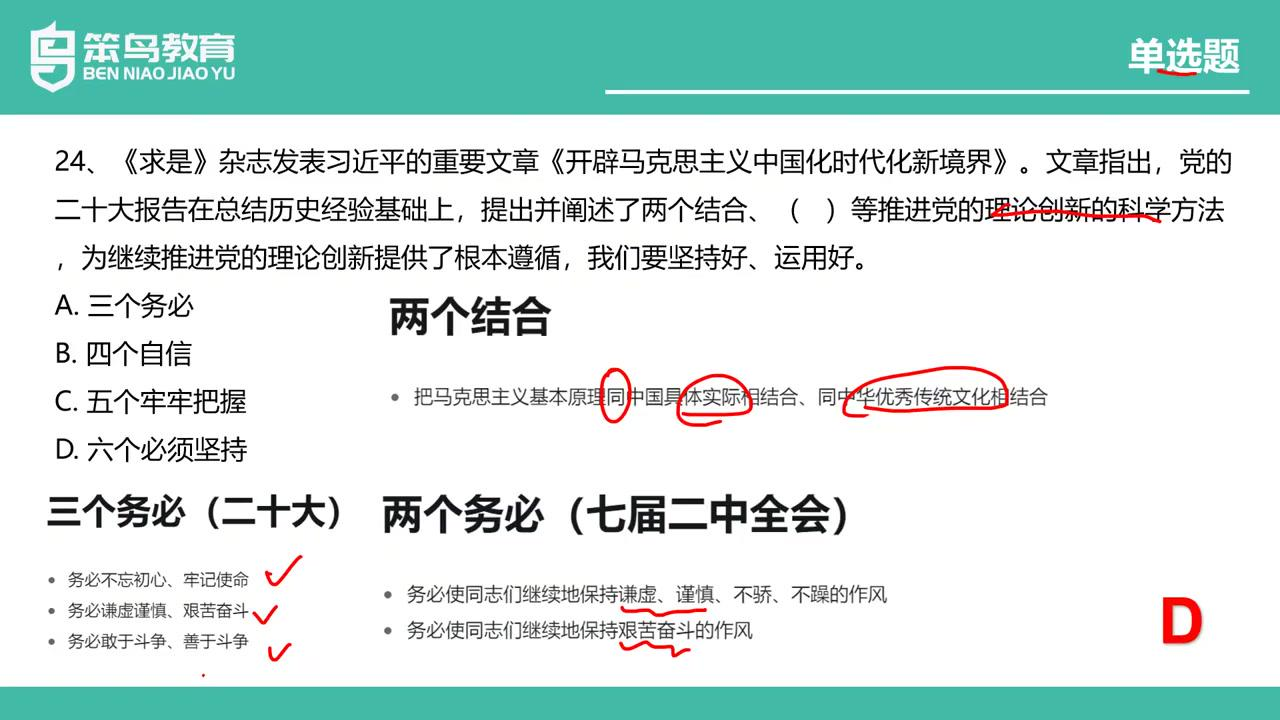 笨鸟教育
BEN NIAO JIAO YU
单选题
24、《求是》杂志发表习近平的重要文章《开辟马克思主义中国化时代化新境界》。文章指出，党的
二十大报告在总结历史经验基础上，提出并阐述了两个结合、（　）等推进党的理论创新的科学方法
，为继续推进党的理论创新提供了根本遵循，我们要坚持好、运用好。
A. 三个务必
B. 四个自信
C. 五个牢牢把握
D. 六个必须坚持
两个结合
• 把马克思主义基本原理同中国具体实际相结合、同中华优秀传统文化相结合
三个务必（二十大）
• 务必不忘初心、牢记使命
• 务必谦虚谨慎、艰苦奋斗
• 务必敢于斗争、善于斗争
两个务必（七届二中全会）
• 务必使同志们继续地保持谦虚、谨慎、不骄、不躁的作风
• 务必使同志们继续地保持艰苦奋斗的作风
D